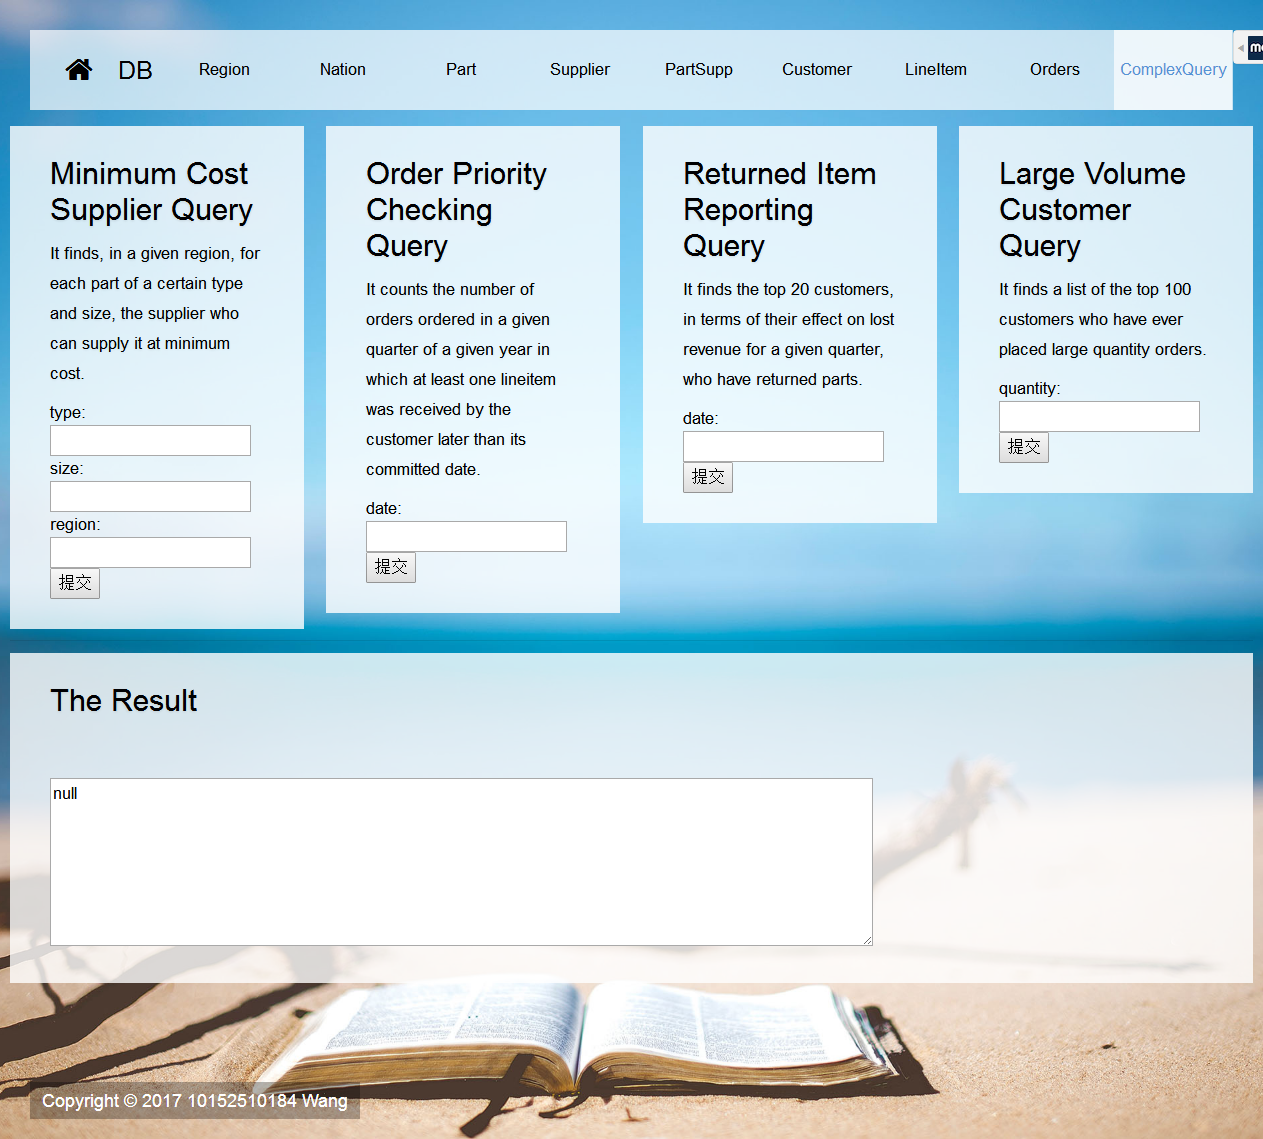 DB
Region
Nation
Part
Supplier
PartSupp
Customer
LineItem
Orders
ComplexQuery
Minimum Cost
Supplier Query
It finds, in a given region, for
each part of a certain type
and size, the supplier who
can supply it at minimum
cost.
type:
size:
region:
提交
Order Priority
Checking
Query
It counts the number of
orders ordered in a given
quarter of a given year in
which at least one lineitem
was received by the
customer later than its
committed date.
date:
提交
Returned Item
Reporting
Query
It finds the top 20 customers,
in terms of their effect on lost
revenue for a given quarter,
who have returned parts.
date:
提交
Large Volume
Customer
Query
It finds a list of the top 100
customers who have ever
placed large quantity orders.
quantity:
提交
The Result
null
Copyright © 2017 10152510184 Wang